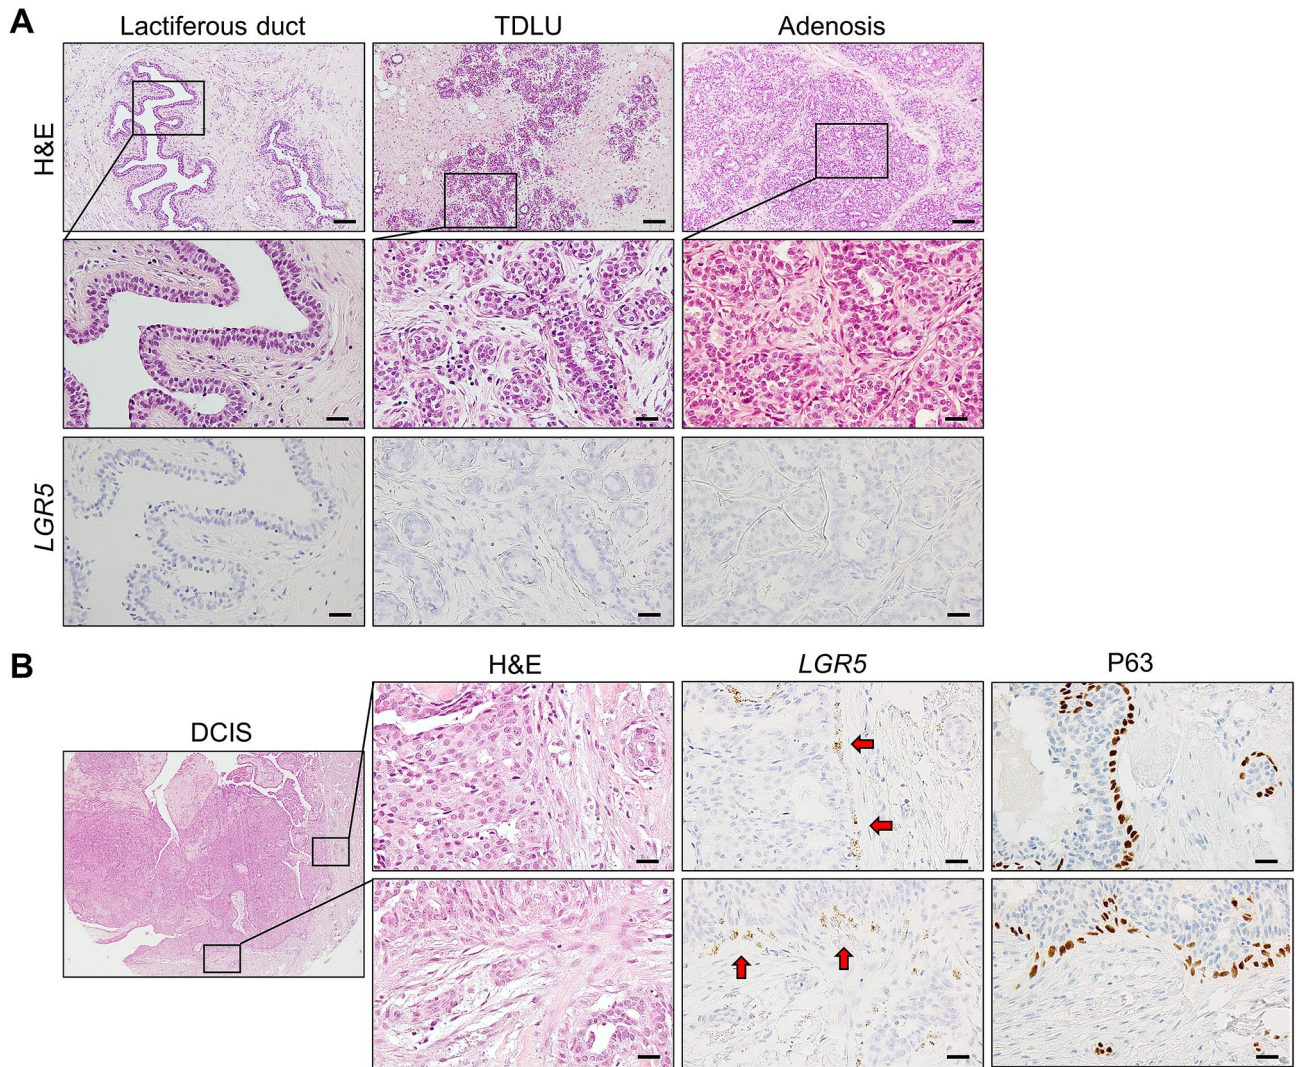 A
Lactiferous duct
TDLU
Adenosis
H&E
LGR5
B
H&E
LGR5
P63
DCIS